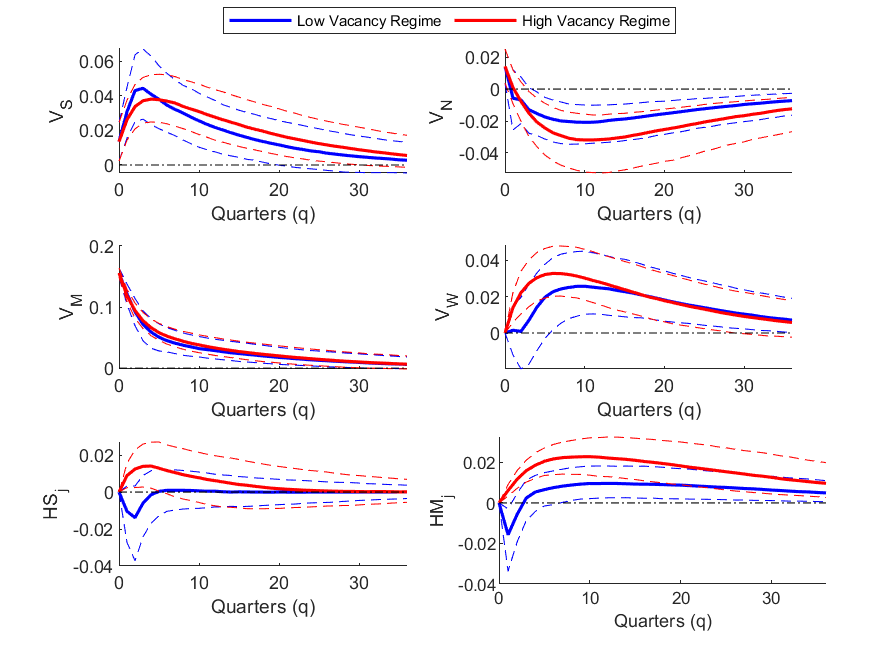 Low Vacancy Regime High Vacancy Regime
V_S
0.06
0.04
0.02
0
0 10 20 30
Quarters (q)
V_N
0.02
0
-0.02
-0.04
0 10 20 30
Quarters (q)
V_M
0.2
0.1
0
0 10 20 30
Quarters (q)
V_W
0.04
0.02
0
0 10 20 30
Quarters (q)
HS_j
0.02
0
-0.02
-0.04
0 10 20 30
Quarters (q)
HM_j
0.02
0
-0.02
-0.04
0 10 20 30
Quarters (q)